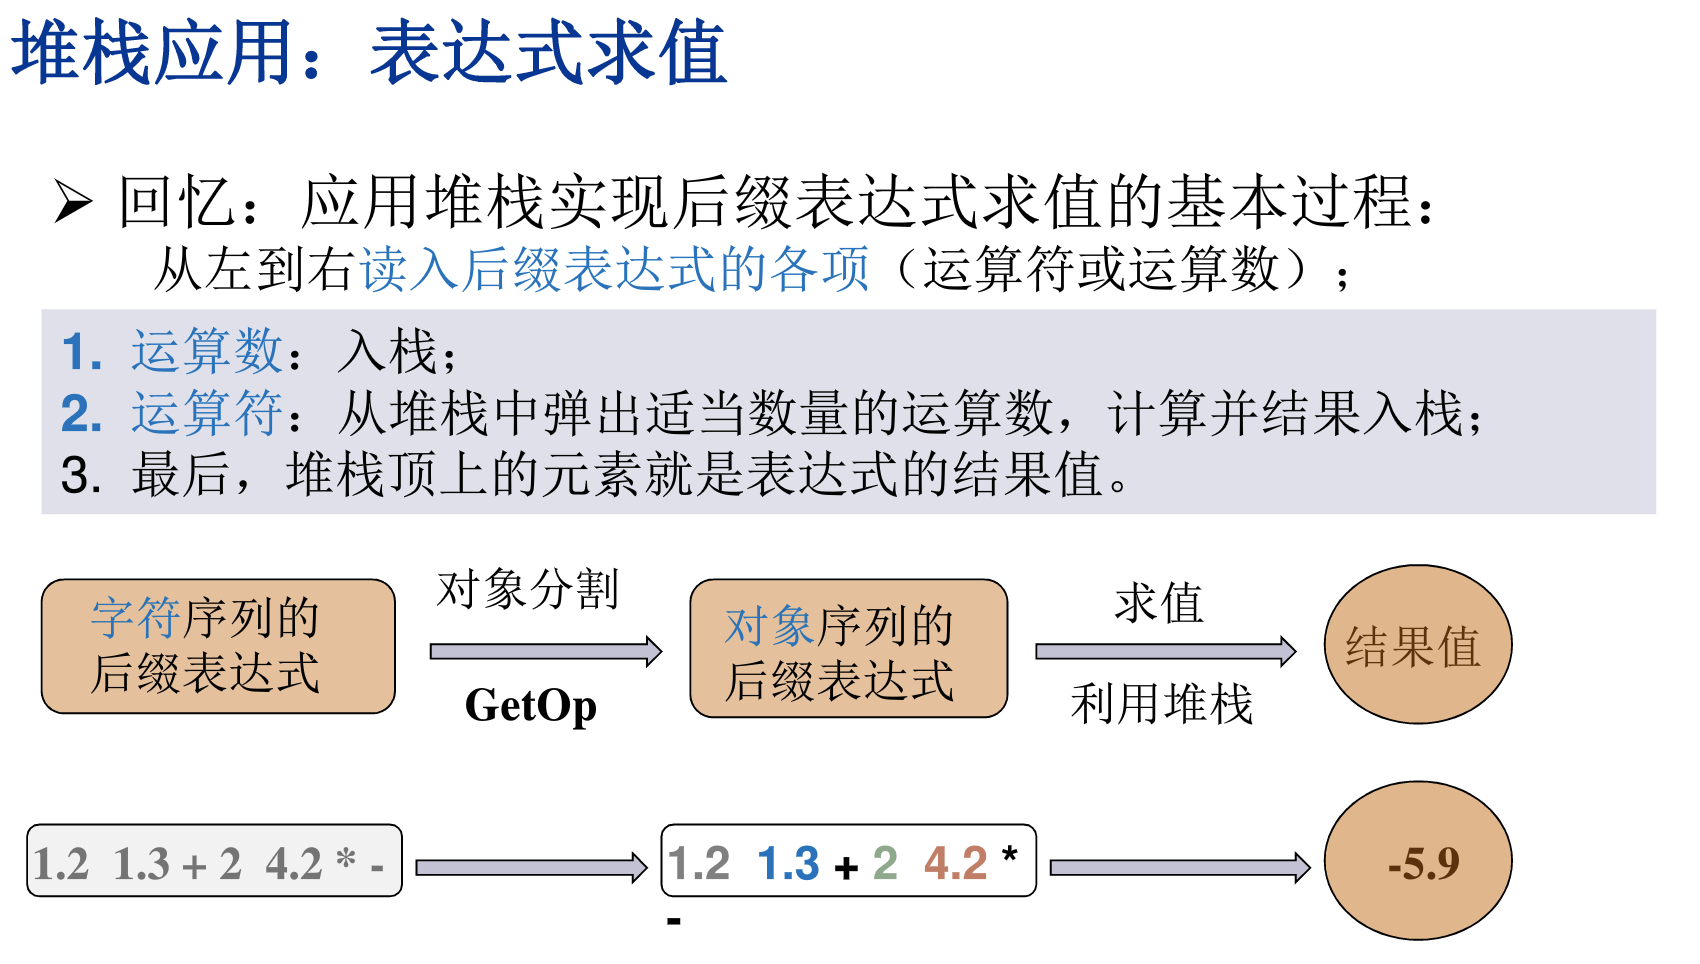 堆栈应用：表达式求值
➢ 回忆：应用堆栈实现后缀表达式求值的基本过程：
从左到右读入后缀表达式的各项（运算符或运算数）；
1. 运算数：入栈；
2. 运算符：从堆栈中弹出适当数量的运算数，计算并结果入栈；
3. 最后，堆栈顶上的元素就是表达式的结果值。
字符序列的
后缀表达式
对象分割
GetOp
对象序列的
后缀表达式
求值
利用堆栈
结果值
1.2 1.3 + 2 4.2 * -
1.2 1.3 + 2 4.2 *
-
-5.9